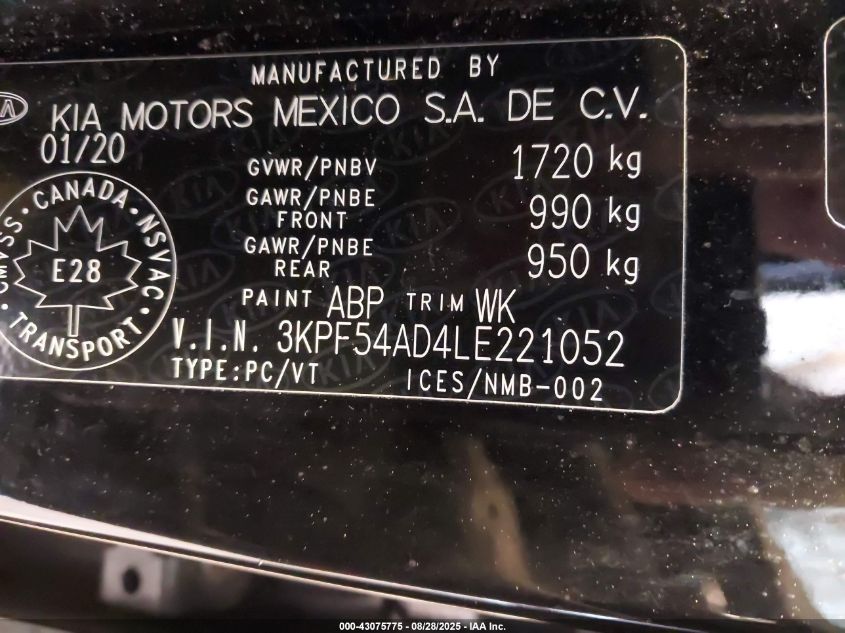 MANUFACTURED BY
KIA MOTORS MEXICO S.A. DE C.V.
01/20
GVWR/PNBV 1720 kg
GAWR/PNBE FRONT 990 kg
GAWR/PNBE REAR 950 kg
PAINT ABP TRIM WK
V.I.N. 3KPF54AD4LE221052
TYPE:PC/VT ICES/NMB-002
CMVSS · CANADA · NSVAC · TRANSPORT ·
E28
000-43075775 - 08/28/2025 - IAA Inc.